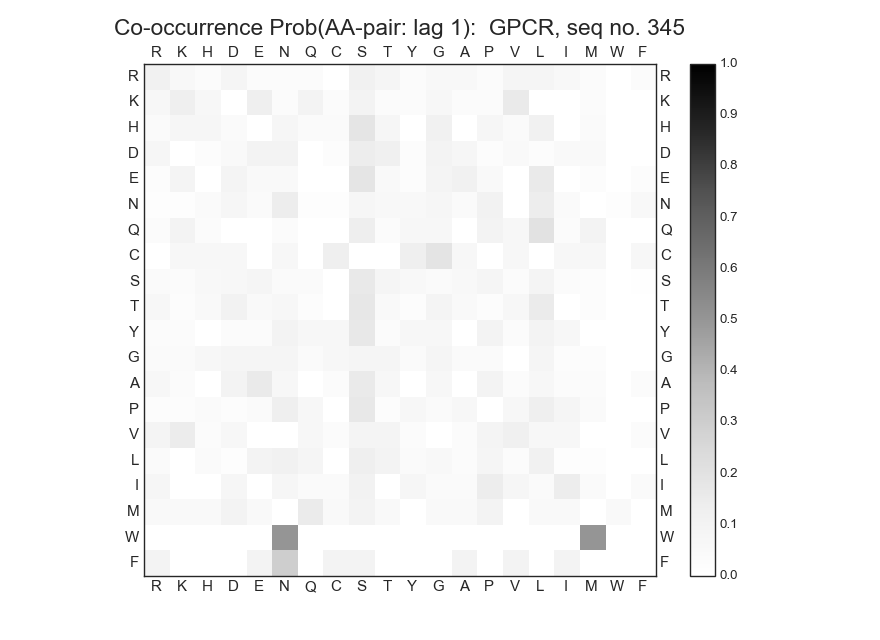 Co-occurrence Prob(AA-pair: lag 1):  GPCR, seq no. 345
R K H D E N Q C S T Y G A P V L I M W F
R R 1.0
K K 0.9
H H
D D 0.8
E E
N N 0.7
Q Q
C C 0.6
S S
T T 0.5
Y Y
G G 0.4
A A
P P 0.3
V V
L L 0.2
I I
M M 0.1
W W
F F 0.0
R K H D E N Q C S T Y G A P V L I M W F